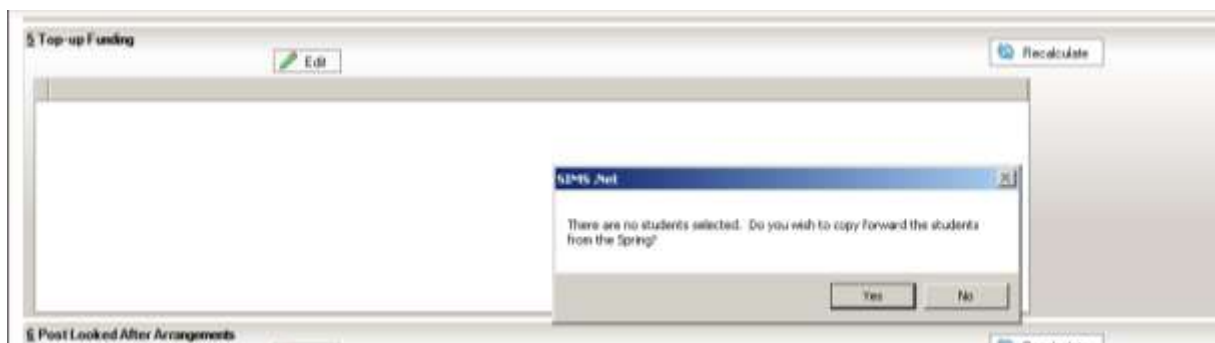 5 Top-up Funding
Edit
Recalculate
SIMS .Net
There are no students selected. Do you wish to copy forward the students
from the Spring?
Yes
No
6 Post Looked After Arrangements